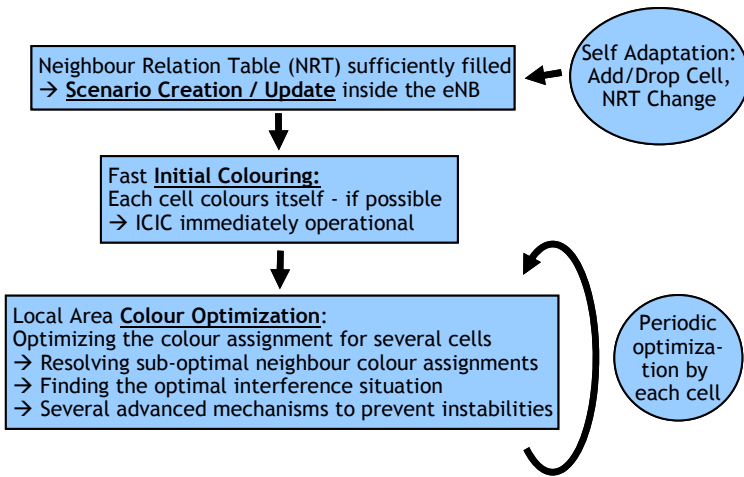 Neighbour Relation Table (NRT) sufficiently filled
→ Scenario Creation / Update inside the eNB
Self Adaptation:
Add/Drop Cell,
NRT Change
Fast Initial Colouring:
Each cell colours itself - if possible
→ ICIC immediately operational
Local Area Colour Optimization:
Optimizing the colour assignment for several cells
→ Resolving sub-optimal neighbour colour assignments
→ Finding the optimal interference situation
→ Several advanced mechanisms to prevent instabilities
Periodic
optimiza-
tion by
each cell